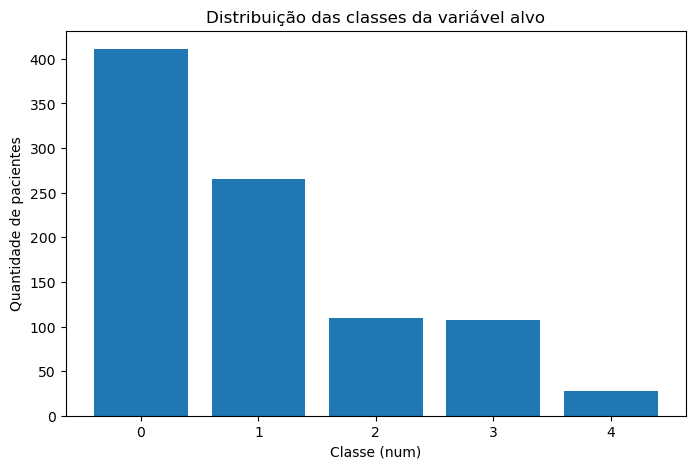 Distribuição das classes da variável alvo
Quantidade de pacientes
400
350
300
250
200
150
100
50
0
0 1 2 3 4
Classe (num)